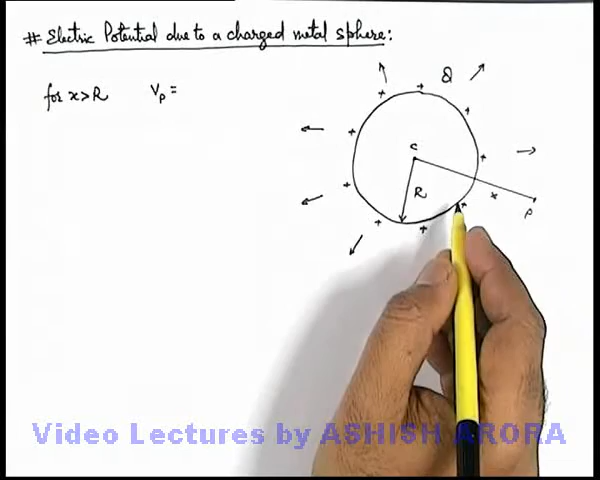 # Electric Potential due to a charged metal sphere:
for x > R    Vₚ =
Q
C
R
x
P
Video Lectures by ASHISH ARORA